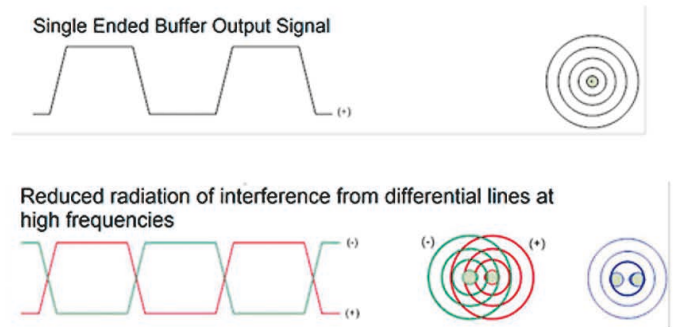 Single Ended Buffer Output Signal
(+)
Reduced radiation of interference from differential lines at
high frequencies
(-)
(+)
(-)
(+)